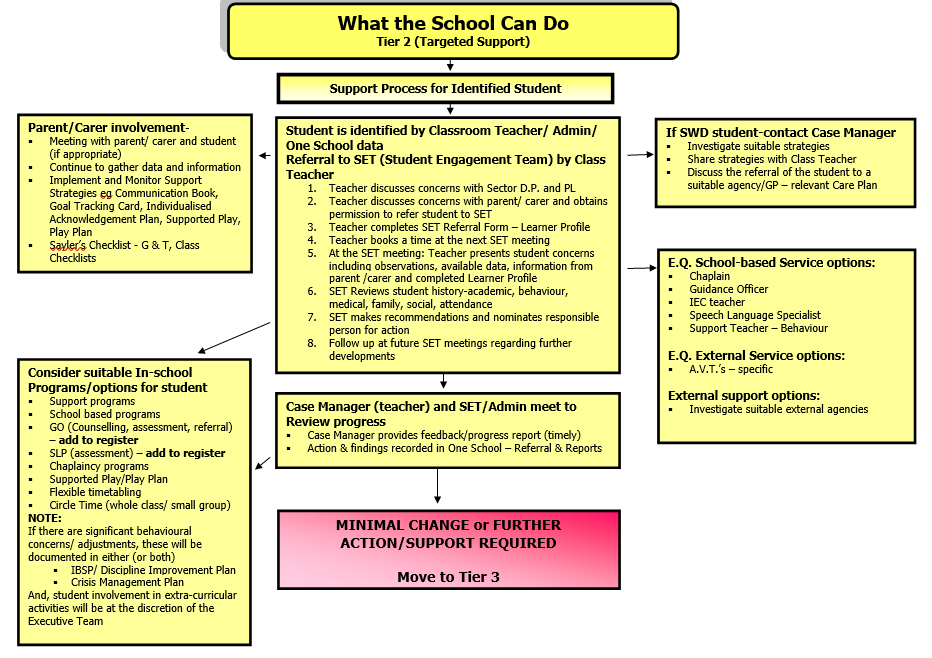 What the School Can Do
Tier 2 (Targeted Support)
Support Process for Identified Student
Parent/Carer involvement-
Meeting with parent/ carer and student
(if appropriate)
Continue to gather data and information
Implement and Monitor Support
Strategies eg Communication Book,
Goal Tracking Card, Individualised
Acknowledgement Plan, Supported Play,
Play Plan
Sayler's Checklist - G & T, Class
Checklists
Student is identified by Classroom Teacher/ Admin/
One School data
Referral to SET (Student Engagement Team) by Class
Teacher
1. Teacher discusses concerns with Sector D.P. and PL
2. Teacher discusses concerns with parent/ carer and obtains
permission to refer student to SET
3. Teacher completes SET Referral Form – Learner Profile
4. Teacher books a time at the next SET meeting
5. At the SET meeting: Teacher presents student concerns
including observations, available data, information from
parent /carer and completed Learner Profile
6. SET Reviews student history-academic, behaviour,
medical, family, social, attendance
7. SET makes recommendations and nominates responsible
person for action
8. Follow up at future SET meetings regarding further
developments
If SWD student-contact Case Manager
Investigate suitable strategies
Share strategies with Class Teacher
Discuss the referral of the student to a
suitable agency/GP – relevant Care Plan
E.Q. School-based Service options:
Chaplain
Guidance Officer
IEC teacher
Speech Language Specialist
Support Teacher – Behaviour
E.Q. External Service options:
A.V.T.'s – specific
External support options:
Investigate suitable external agencies
Consider suitable In-school
Programs/options for student
Support programs
School based programs
GO (Counselling, assessment, referral)
– add to register
SLP (assessment) – add to register
Chaplaincy programs
Supported Play/Play Plan
Flexible timetabling
Circle Time (whole class/ small group)
NOTE:
If there are significant behavioural
concerns/ adjustments, these will be
documented in either (or both)
IBSP/ Discipline Improvement Plan
Crisis Management Plan
And, student involvement in extra-curricular
activities will be at the discretion of the
Executive Team
Case Manager (teacher) and SET/Admin meet to
Review progress
Case Manager provides feedback/progress report (timely)
Action & findings recorded in One School – Referral & Reports
MINIMAL CHANGE or FURTHER
ACTION/SUPPORT REQUIRED
Move to Tier 3